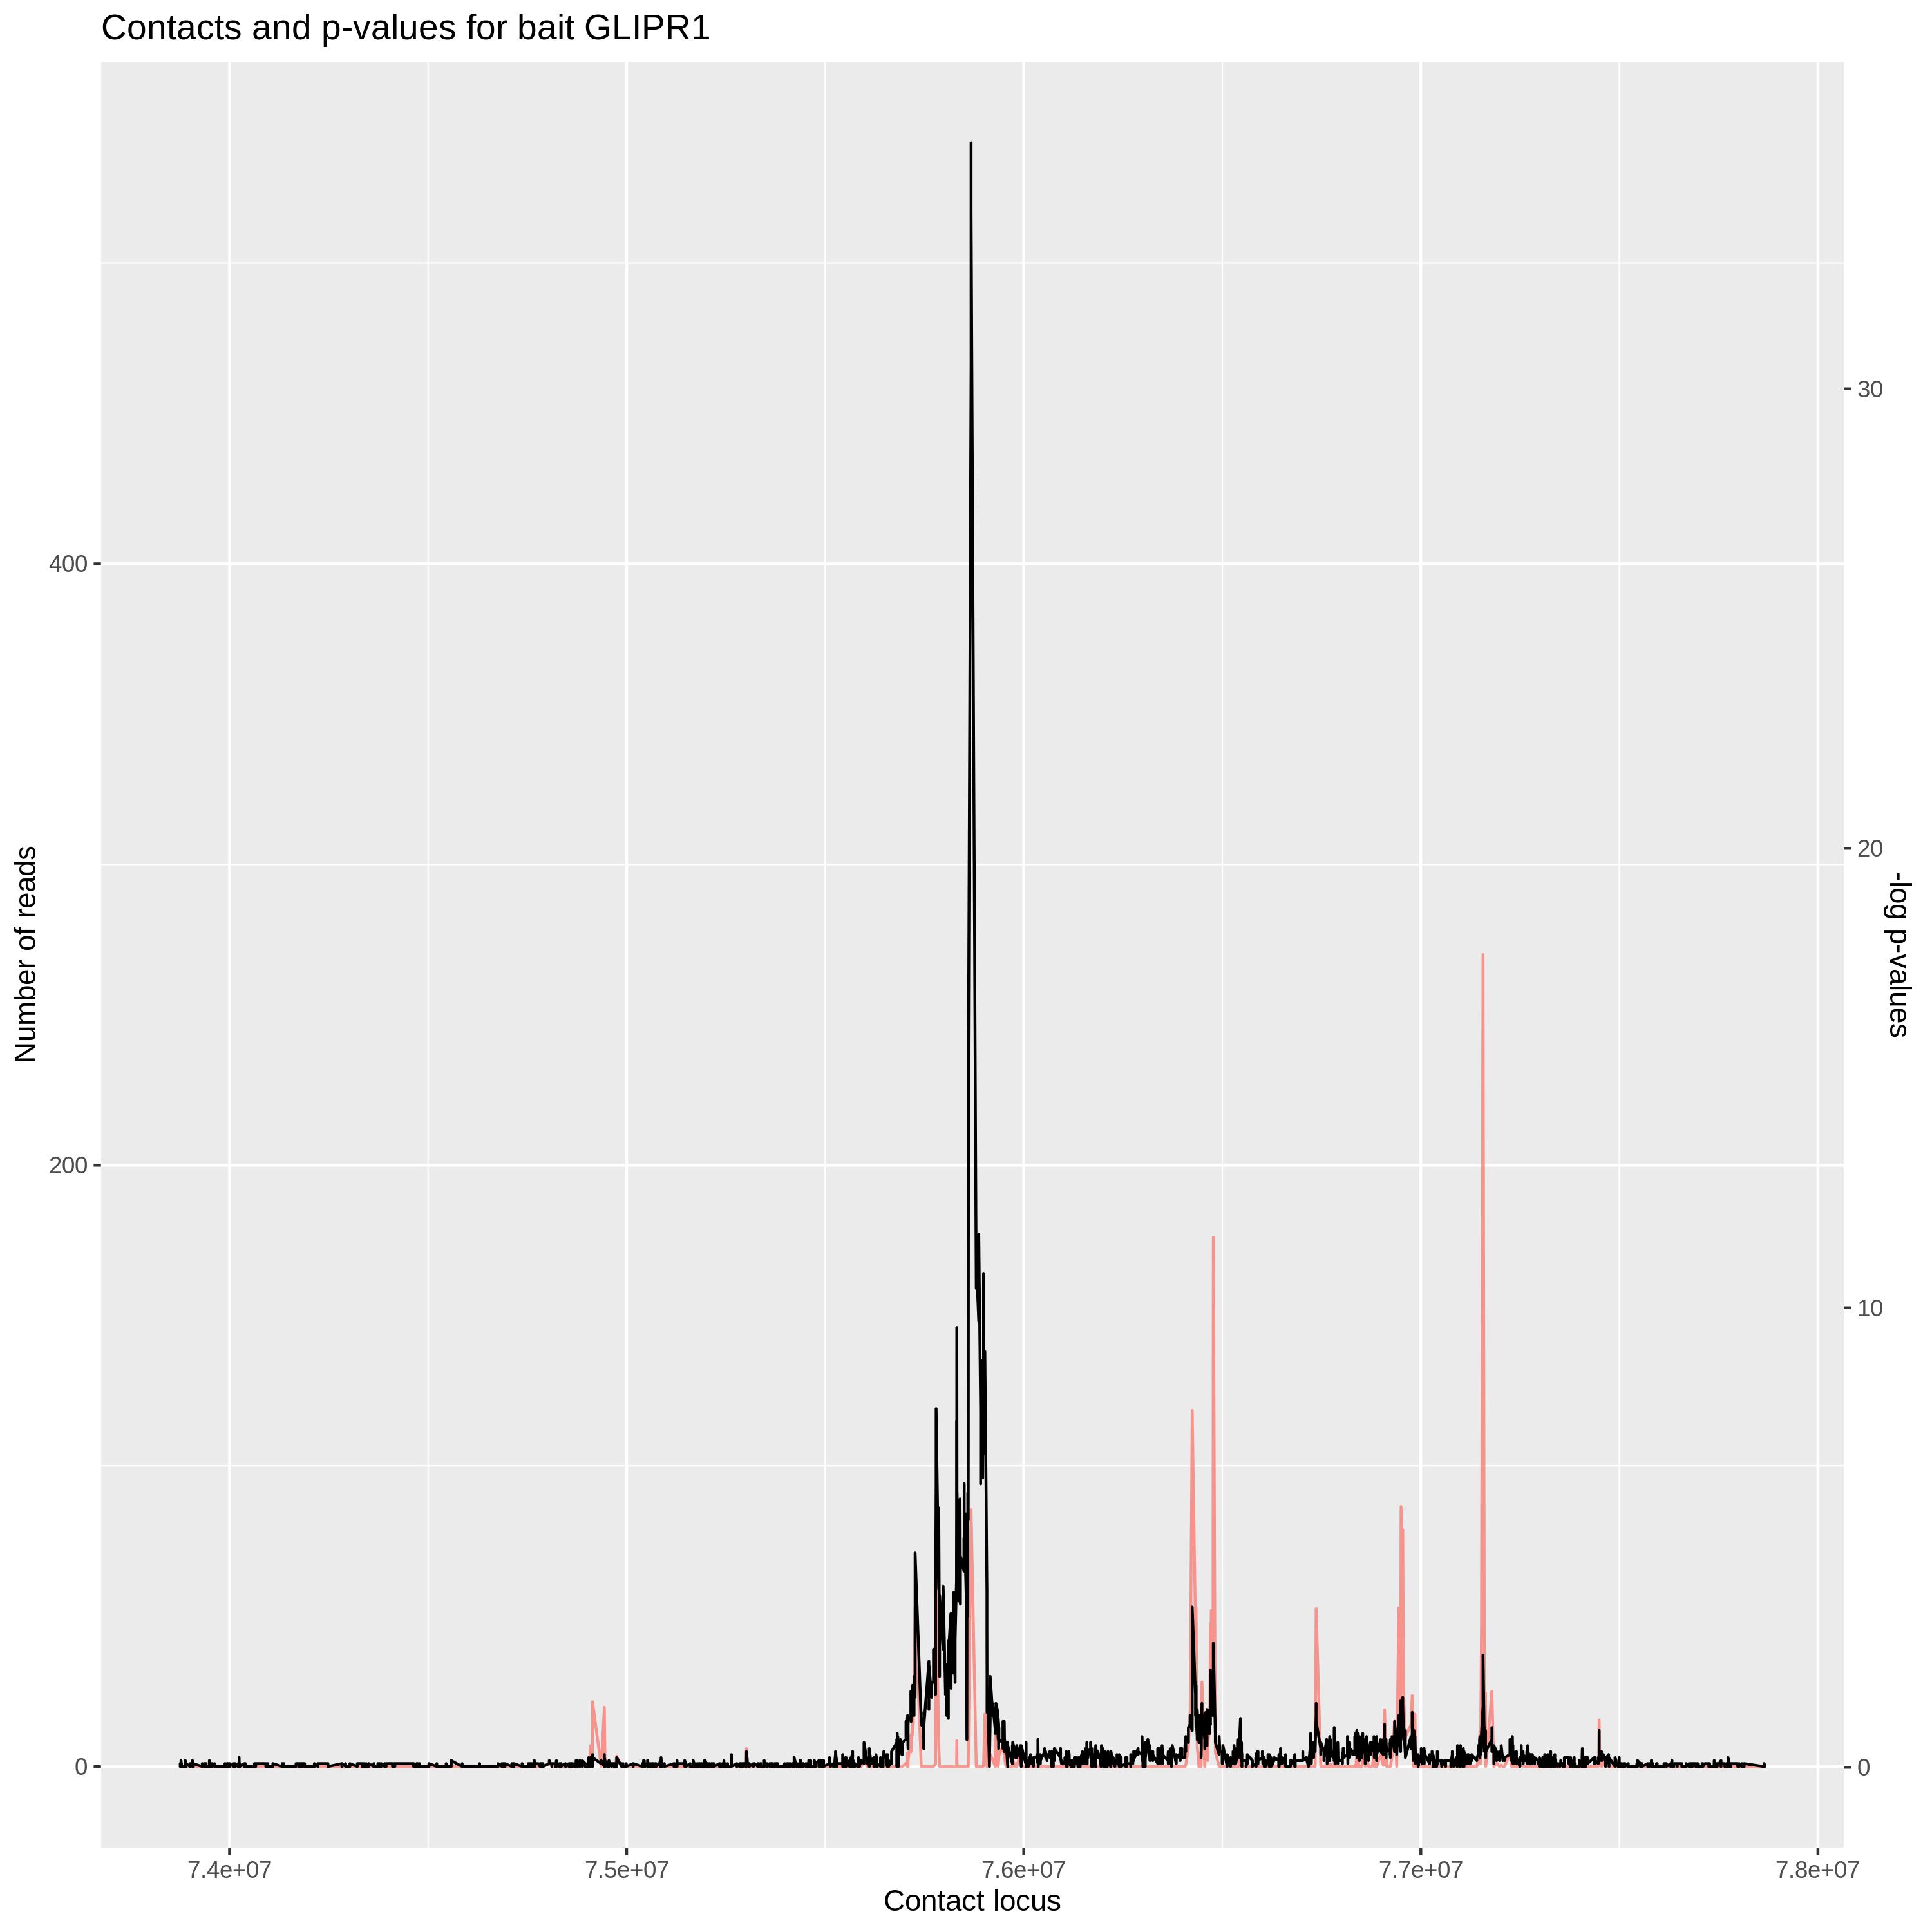 Contacts and p-values for bait GLIPR1
Number of reads
400
200
0
30
20
10
0
-log p-values
7.4e+07 7.5e+07 7.6e+07 7.7e+07 7.8e+07
Contact locus